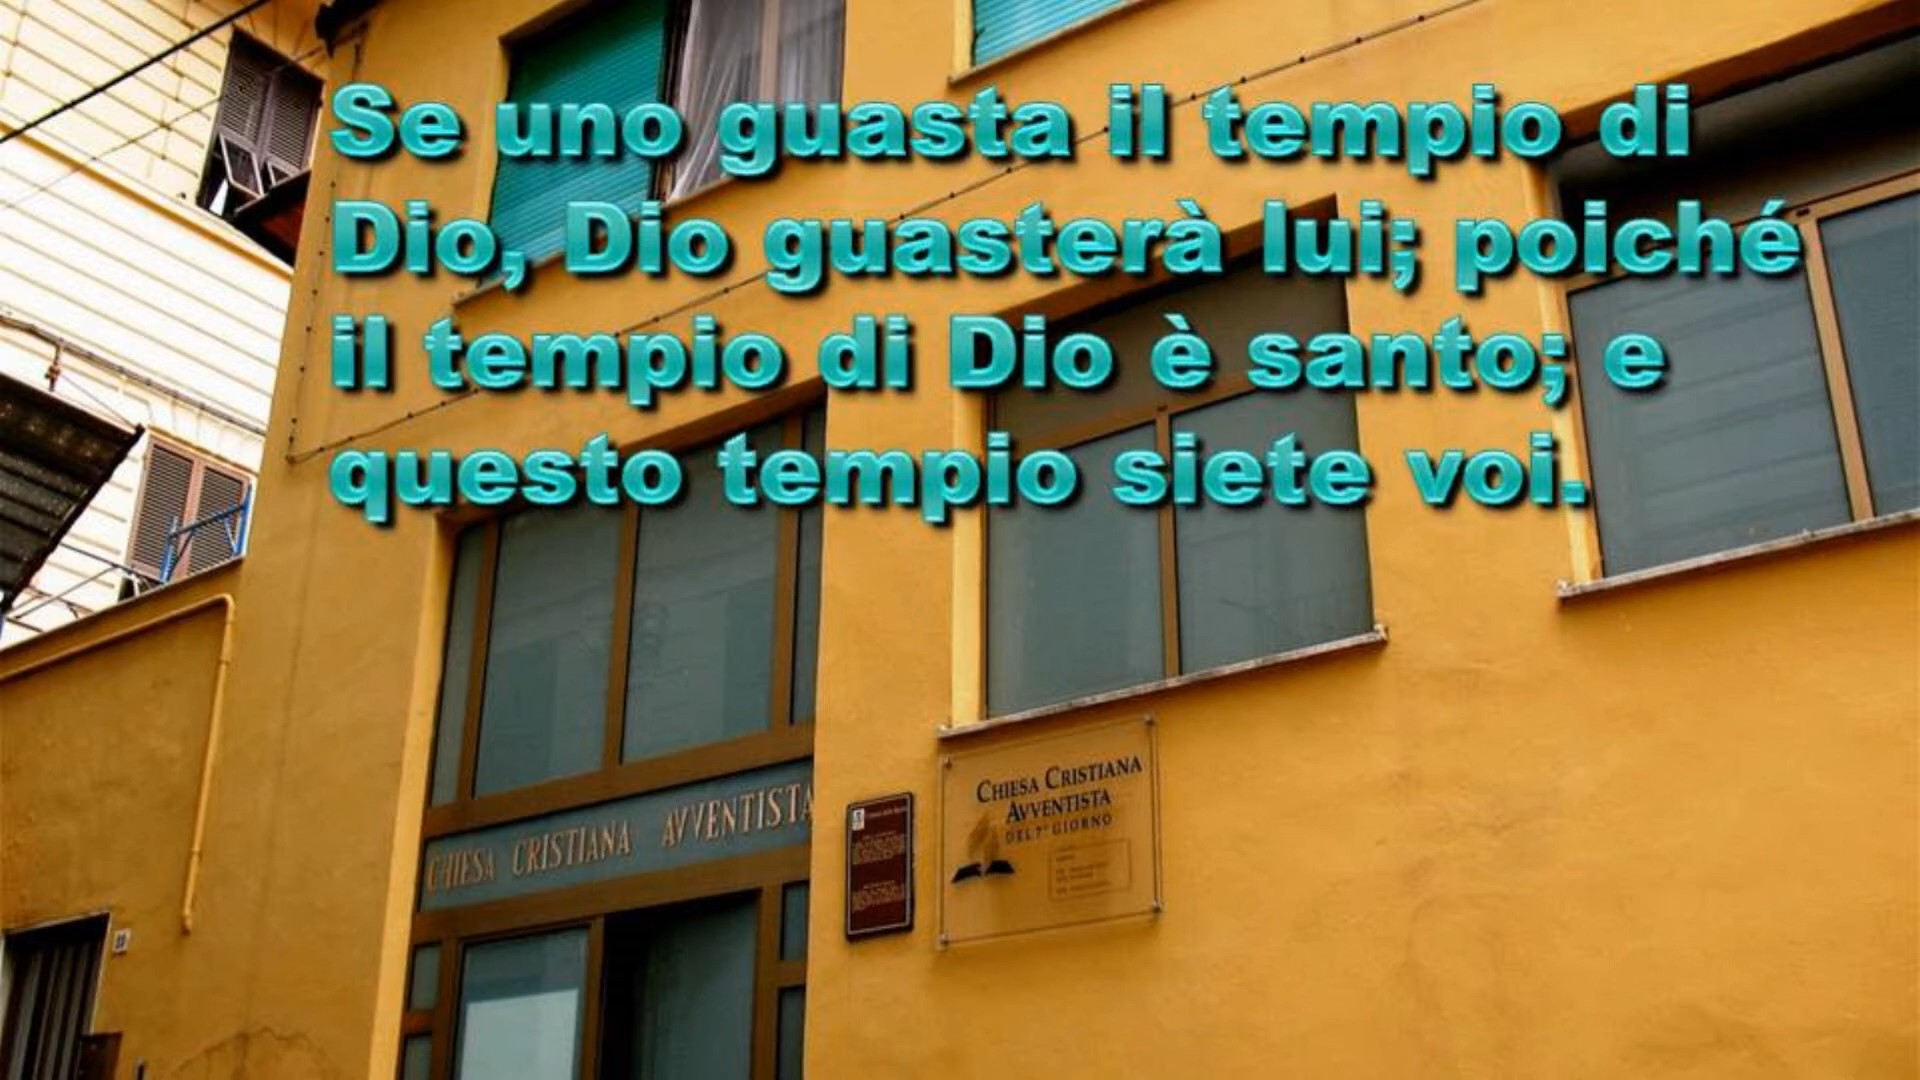 Se uno guasta il tempio di
Dio, Dio guasterà lui; poiché
il tempio di Dio è santo; e
questo tempio siete voi.
CHIESA CRISTIANA AVVENTISTA
CHIESA CRISTIANA
AVVENTISTA
DEL 7° GIORNO